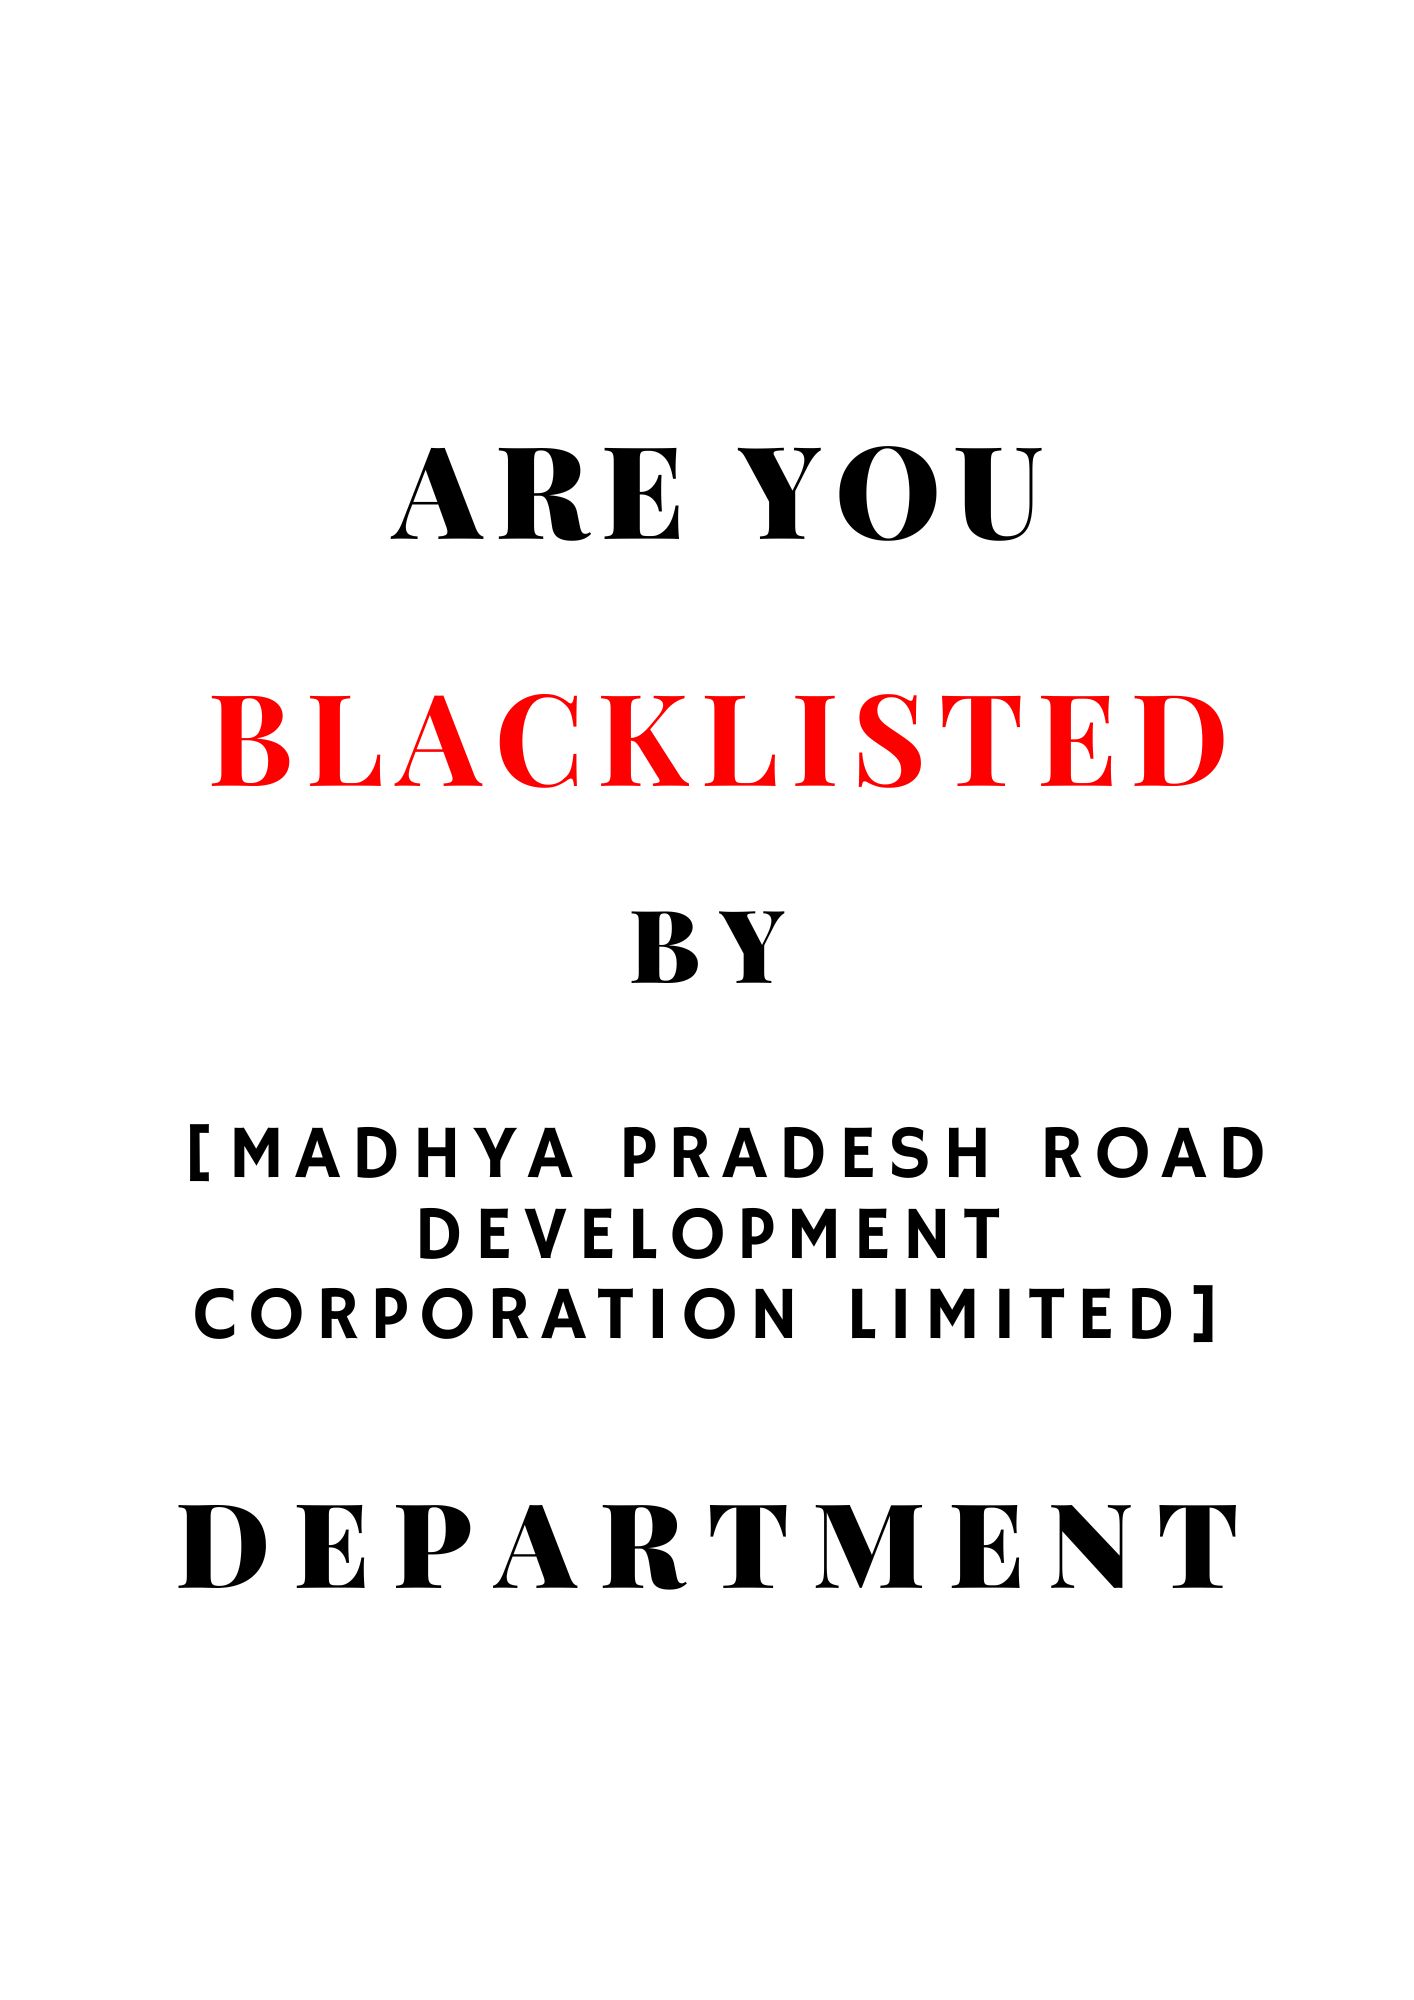 ARE YOU
BLACKLISTED
BY
[MADHYA PRADESH ROAD
DEVELOPMENT
CORPORATION LIMITED]
DEPARTMENT